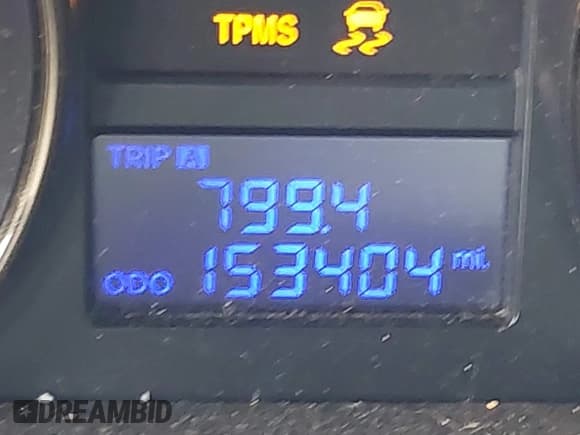 TPMS
TRIP A
799.4
ODO 153404 mi.
DREAMBID